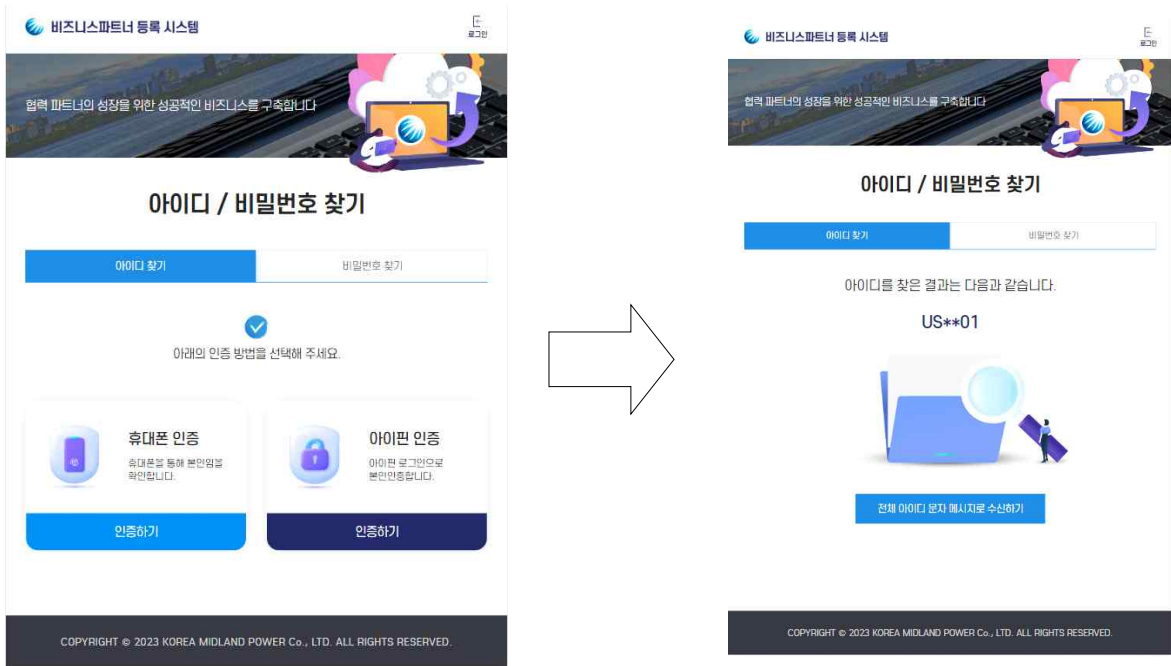 비즈니스파트너 등록 시스템
로그인
협력 파트너의 성장을 위한 성공적인 비즈니스를 구축합니다
아이디 / 비밀번호 찾기
아이디 찾기
비밀번호 찾기
아래의 인증 방법을 선택해 주세요.
휴대폰 인증
휴대폰을 통해 본인임을
확인합니다.
인증하기
아이핀 인증
아이핀 로그인으로
본인인증합니다.
인증하기
COPYRIGHT © 2023 KOREA MIDLAND POWER Co., LTD. ALL RIGHTS RESERVED.
비즈니스파트너 등록 시스템
로그인
협력 파트너의 성장을 위한 성공적인 비즈니스를 구축합니다
아이디 / 비밀번호 찾기
아이디 찾기
비밀번호 찾기
아이디를 찾은 결과는 다음과 같습니다.
US**01
전체 아이디 문자 메시지로 수신하기
COPYRIGHT © 2023 KOREA MIDLAND POWER Co., LTD. ALL RIGHTS RESERVED.